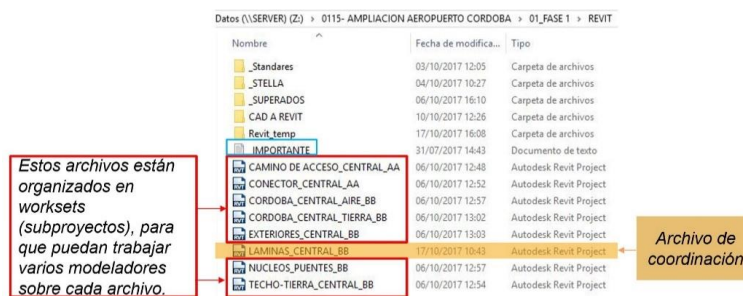 Datos (\\SERVER) (Z:) > 0115- AMPLIACION AEROPUERTO CORDOBA > 01_FASE 1 > REVIT
Nombre Fecha de modifica... Tipo
_Standares 03/10/2017 12:05 Carpeta de archivos
_STELLA 04/10/2017 10:27 Carpeta de archivos
_SUPERADOS 06/10/2017 16:10 Carpeta de archivos
CAD A REVIT 10/10/2017 12:26 Carpeta de archivos
Revit_temp 17/10/2017 16:08 Carpeta de archivos
_IMPORTANTE 31/07/2017 14:43 Documento de texto
CAMINO DE ACCESO_CENTRAL_AA 06/10/2017 12:48 Autodesk Revit Project
CONECTOR_CENTRAL_AA 06/10/2017 12:52 Autodesk Revit Project
CORDOBA_CENTRAL_AIRE_BB 06/10/2017 12:57 Autodesk Revit Project
CORDOBA_CENTRAL_TIERRA_BB 06/10/2017 13:02 Autodesk Revit Project
EXTERIORES_CENTRAL_BB 06/10/2017 13:03 Autodesk Revit Project
LAMINAS_CENTRAL_BB 17/10/2017 10:43 Autodesk Revit Project
NUCLEOS_PUENTES_BB 06/10/2017 12:57 Autodesk Revit Project
TECHO-TIERRA_CENTRAL_BB 06/10/2017 12:54 Autodesk Revit Project
Estos archivos están
organizados en
worksets
(subproyectos), para
que puedan trabajar
varios modeladores
sobre cada archivo.
Archivo de
coordinación